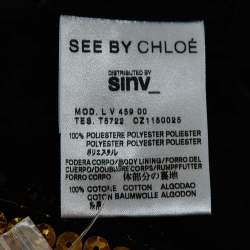 SEE BY CHLOÉ
DISTRIBUTED BY
sinv_
MOD. L V 459 00
TES. T5722 CZ1150025
100% POLIESTERE POLYESTER POLIESTER
POLYESTER POLYESTER POLIESTER
ポリエステル
FODERA CORPO/BODY LINING/FORRO DEL
CUERPO/DOUBLURE CORPS/RUMPFFUTTER
FORRO CORPO 体部分の裏地
100% COTONE COTTON ALGODAO
COTON BAUMWOLLE ALGODON